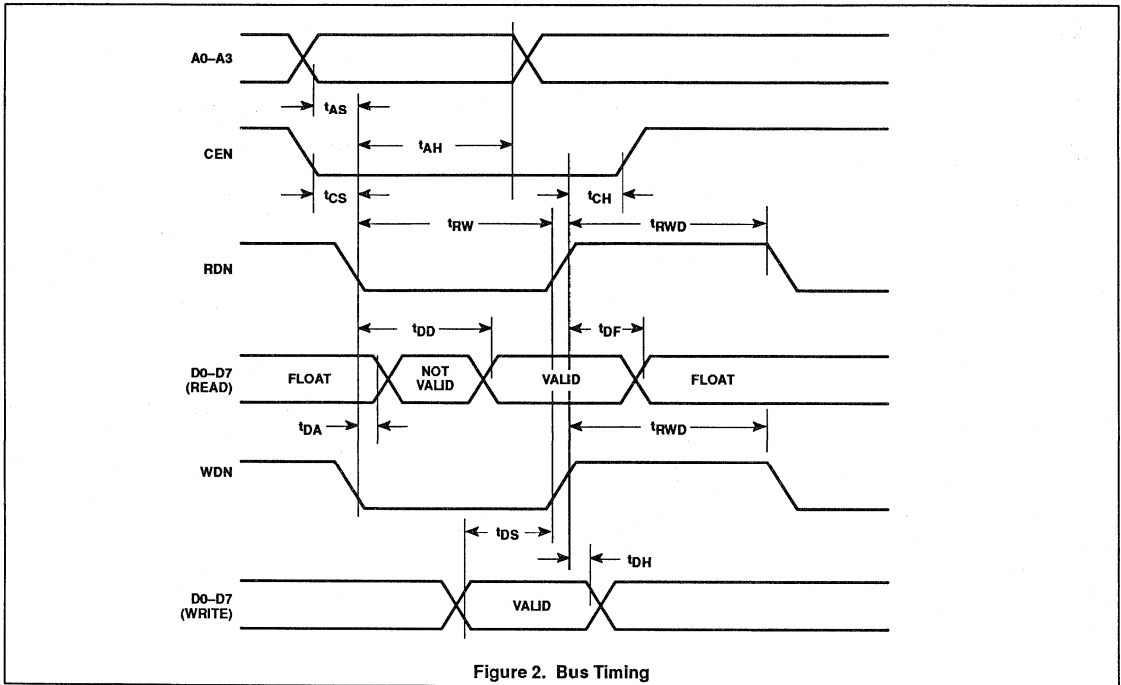 A0–A3
tAS
tAH
CEN
tCS
tCH
tRW
tRWD
RDN
tDD
tDF
D0–D7
(READ)
FLOAT
NOT
VALID
VALID
FLOAT
tDA
tRWD
WDN
tDS
tDH
D0–D7
(WRITE)
VALID
Figure 2. Bus Timing